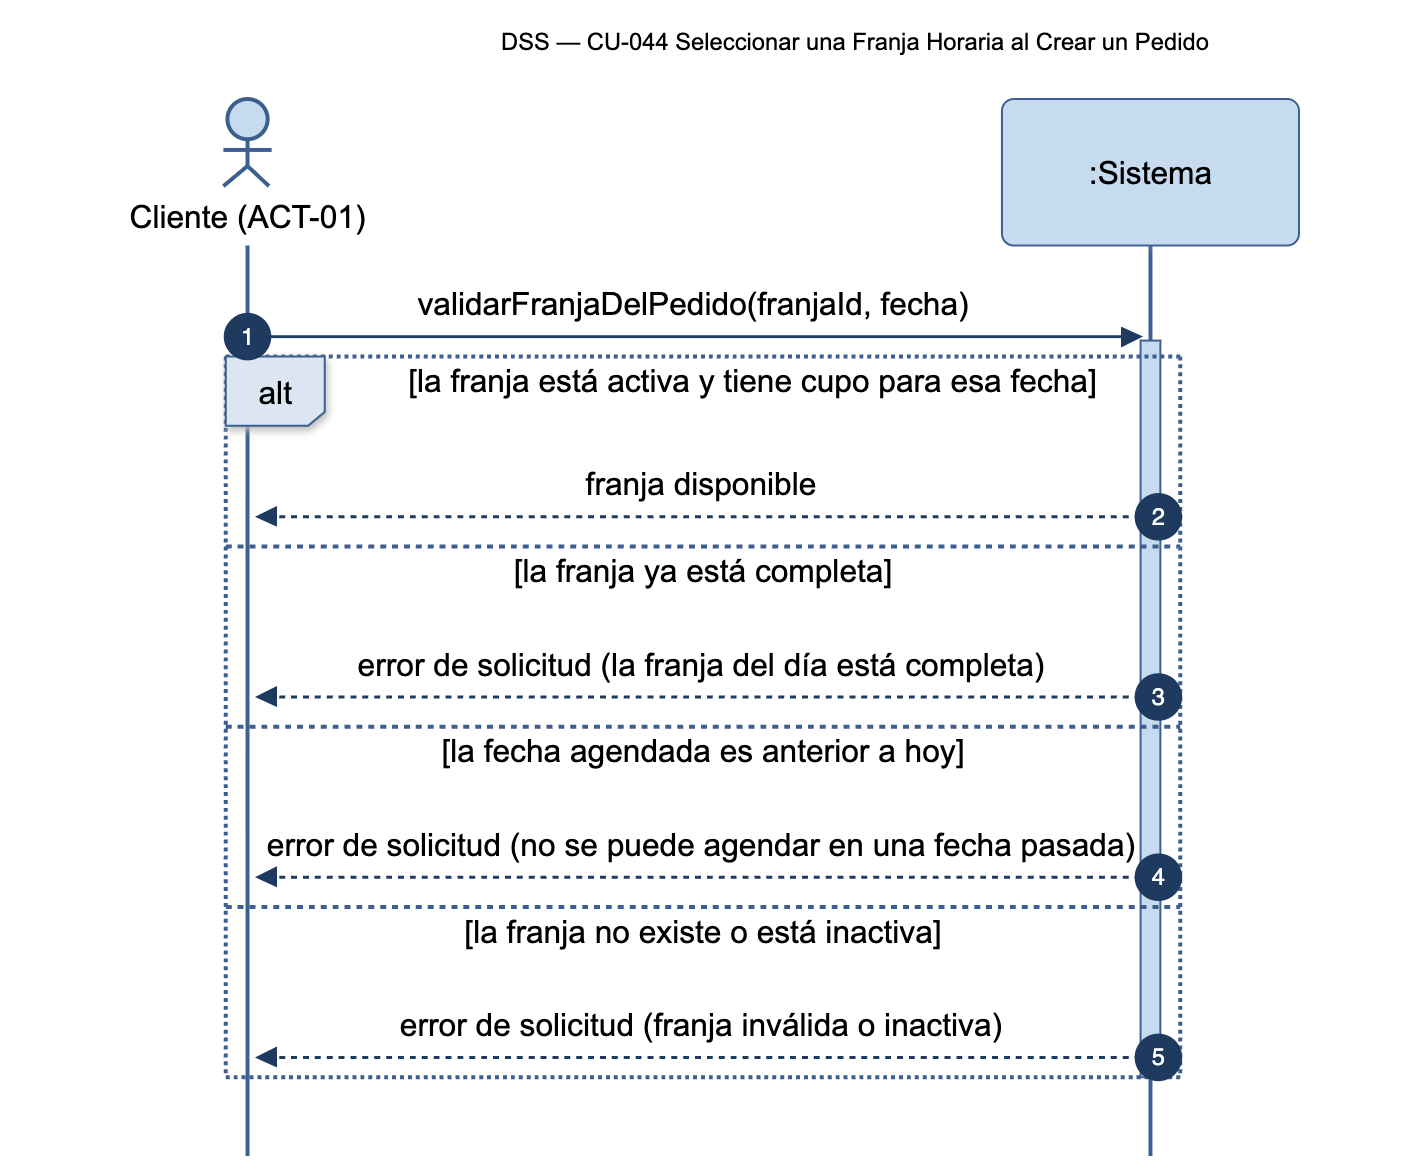 DSS — CU-044 Seleccionar una Franja Horaria al Crear un Pedido
:Sistema
Cliente (ACT-01)
validarFranjaDelPedido(franjaId, fecha)
1
alt
[la franja está activa y tiene cupo para esa fecha]
franja disponible
2
[la franja ya está completa]
error de solicitud (la franja del día está completa)
3
[la fecha agendada es anterior a hoy]
error de solicitud (no se puede agendar en una fecha pasada)
4
[la franja no existe o está inactiva]
error de solicitud (franja inválida o inactiva)
5